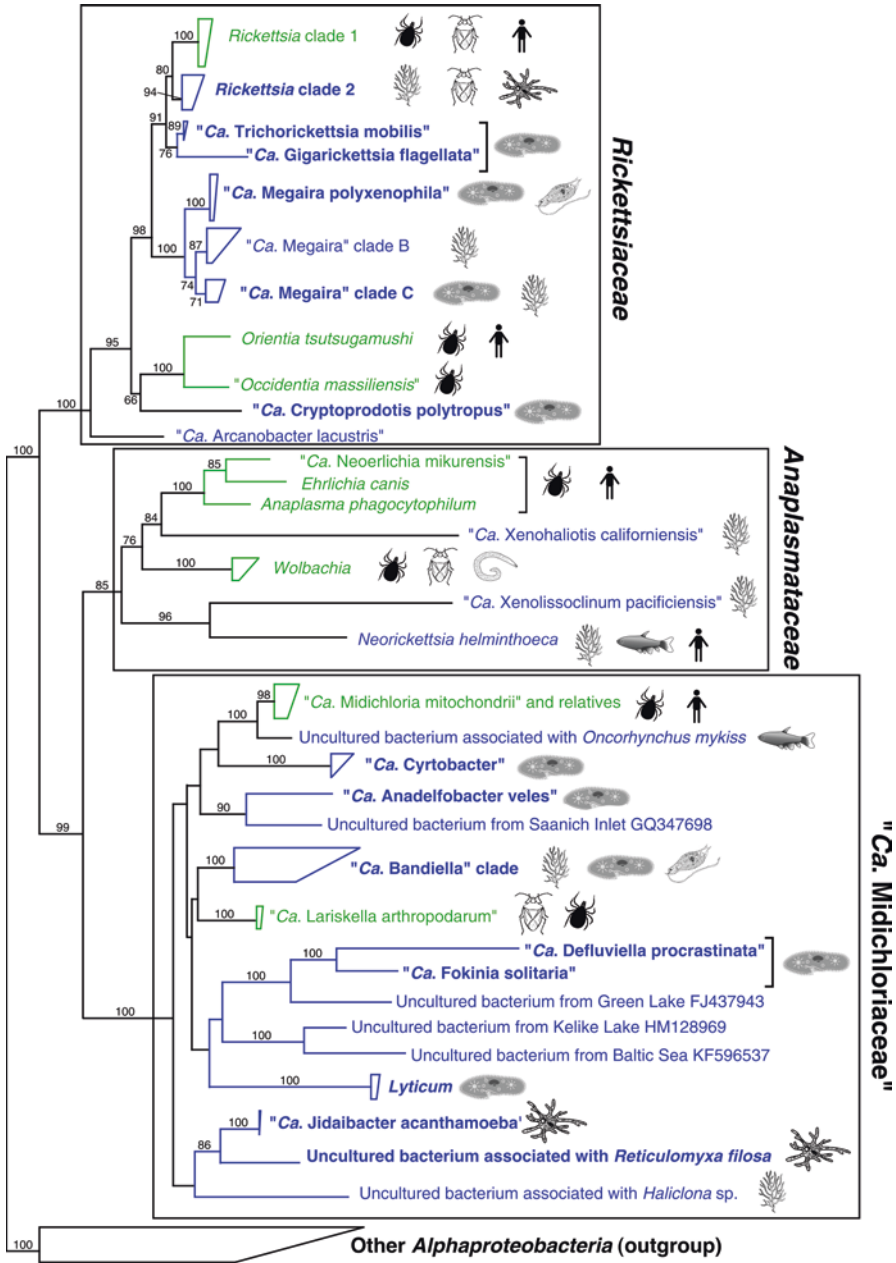 100
Rickettsia clade 1
80
94
Rickettsia clade 2
91
89
"Ca. Trichorickettsia mobilis"
76
"Ca. Gigarickettsia flagellata"
Rickettsiaceae
100
"Ca. Megaira polyxenophila"
98
100
87
"Ca. Megaira" clade B
74
71
"Ca. Megaira" clade C
95
Orientia tsutsugamushi
100
"Occidentia massiliensis"
66
"Ca. Cryptoprodotis polytropus"
100
"Ca. Arcanobacter lacustris"
100
Anaplasmataceae
85
"Ca. Neoerlichia mikurensis"
100
Ehrlichia canis
Anaplasma phagocytophilum
84
"Ca. Xenohaliotis californiensis"
76
100
Wolbachia
85
"Ca. Xenolissoclinum pacificiensis"
96
Neorickettsia helminthoeca
98
"Ca. Midichloria mitochondrii" and relatives
100
Uncultured bacterium associated with Oncorhynchus mykiss
100
"Ca. Cyrtobacter"
"Ca. Anadelfobacter veles"
90
Uncultured bacterium from Saanich Inlet GQ347698
99
100
"Ca. Bandiella" clade
"Ca. Midichloriaceae"
100
"Ca. Lariskella arthropodarum"
100
"Ca. Defluviella procrastinata"
100
"Ca. Fokinia solitaria"
Uncultured bacterium from Green Lake FJ437943
100
Uncultured bacterium from Kelike Lake HM128969
100
Uncultured bacterium from Baltic Sea KF596537
100
Lyticum
100
"Ca. Jidaibacter acanthamoeba'
86
Uncultured bacterium associated with Reticulomyxa filosa
Uncultured bacterium associated with Haliclona sp.
100
Other Alphaproteobacteria (outgroup)